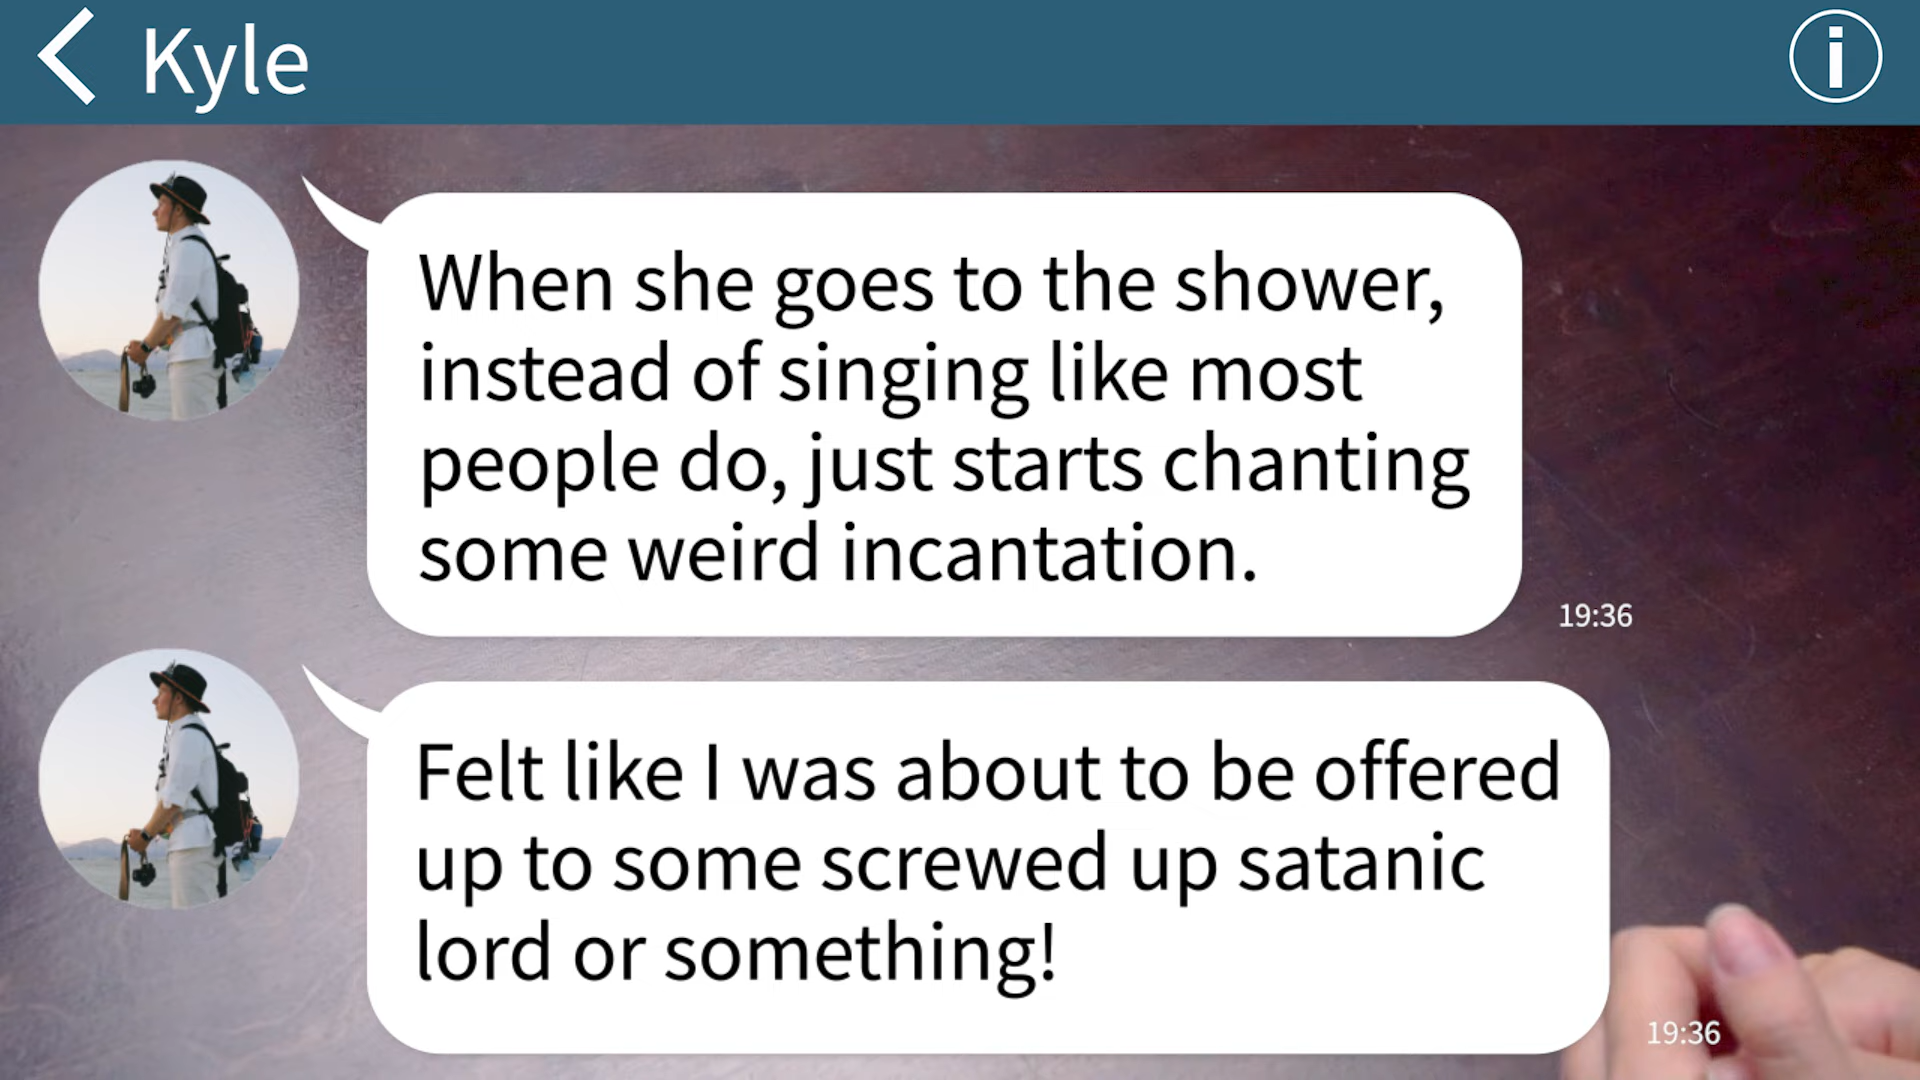 Kyle
When she goes to the shower,
instead of singing like most
people do, just starts chanting
some weird incantation.
19:36
Felt like I was about to be offered
up to some screwed up satanic
lord or something!
19:36